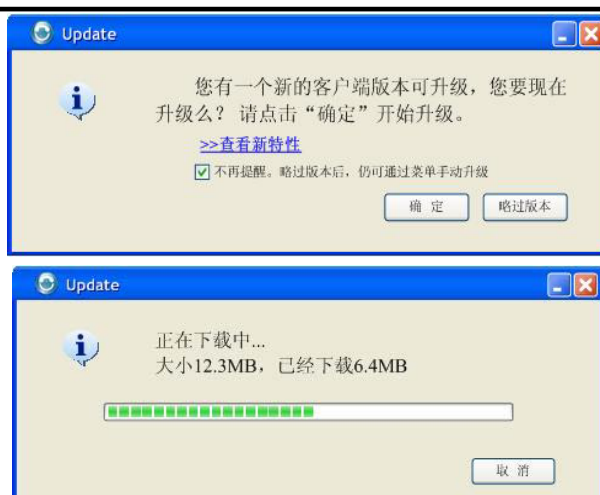 Update
您有一个新的客户端版本可升级，您要现在
升级么？ 请点击“确定”开始升级。
>>查看新特性
不再提醒。略过版本后，仍可通过菜单手动升级
确 定 略过版本
Update
正在下载中...
大小12.3MB，已经下载6.4MB
取 消